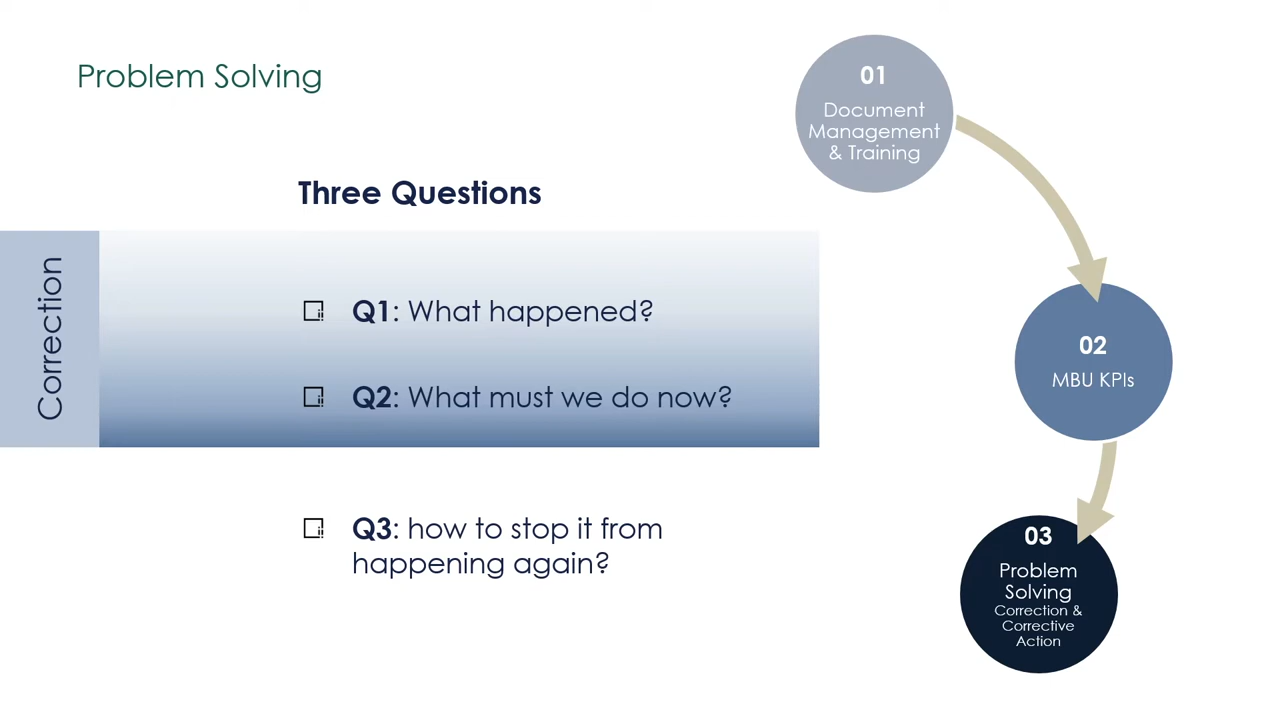 Problem Solving
Three Questions
Correction
Q1: What happened?
Q2: What must we do now?
Q3: how to stop it from
happening again?
01
Document
Management
& Training
02
MBU KPIs
03
Problem
Solving
Correction &
Corrective
Action